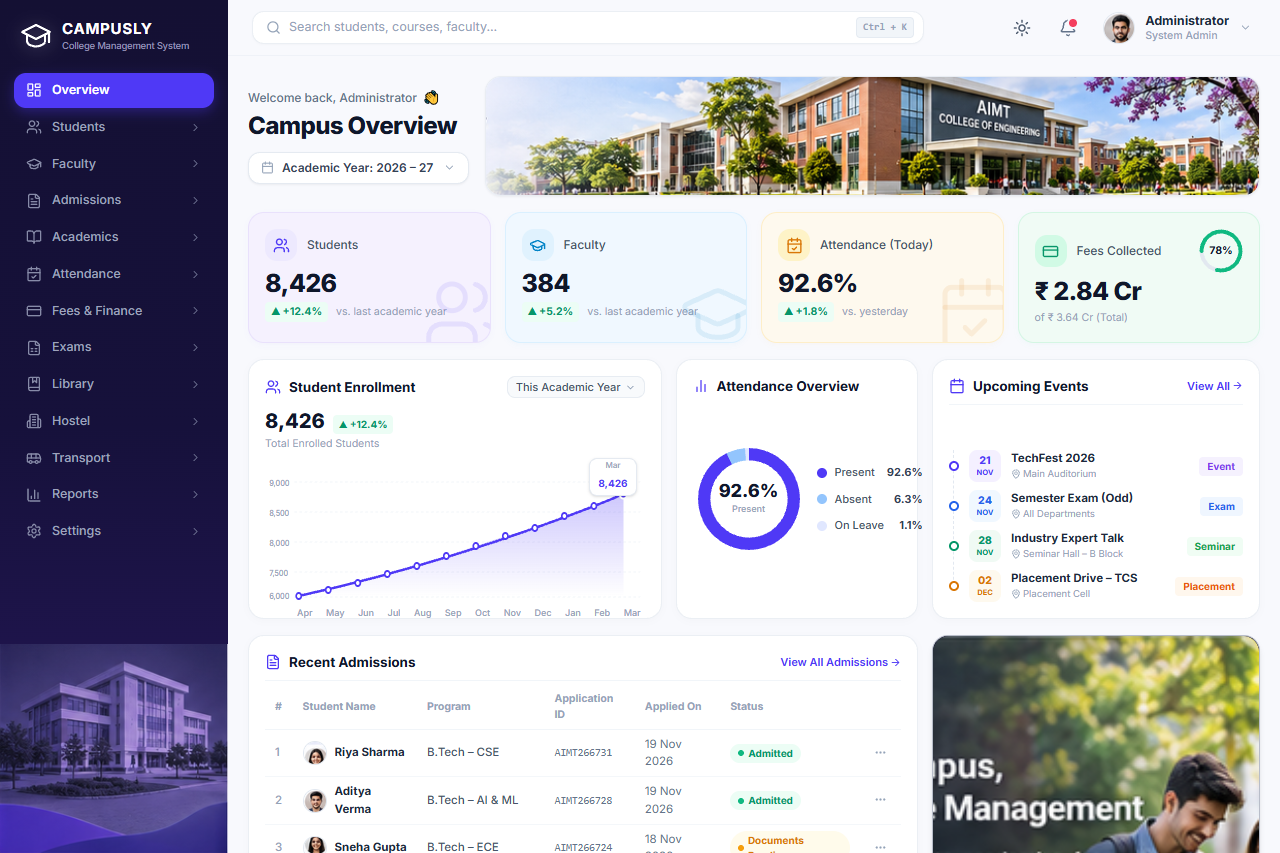 CAMPUSLY
College Management System
Overview
Students
Faculty
Admissions
Academics
Attendance
Fees & Finance
Exams
Library
Hostel
Transport
Reports
Settings
Search students, courses, faculty...
Ctrl + K
Administrator
System Admin
Welcome back, Administrator
Campus Overview
Academic Year: 2026 – 27
AIMT
COLLEGE OF ENGINEERING
Students
8,426
▲ +12.4% vs. last academic year
Faculty
384
▲ +5.2% vs. last academic year
Attendance (Today)
92.6%
▲ +1.8% vs. yesterday
Fees Collected
78%
₹ 2.84 Cr
of ₹ 3.64 Cr (Total)
Student Enrollment
This Academic Year
8,426 ▲ +12.4%
Total Enrolled Students
Mar
8,426
9,000
8,500
8,000
7,500
6,000
Apr May Jun Jul Aug Sep Oct Nov Dec Jan Feb Mar
Attendance Overview
92.6%
Present
Present 92.6%
Absent 6.3%
On Leave 1.1%
Upcoming Events
View All →
21 NOV
TechFest 2026
Main Auditorium
Event
24 NOV
Semester Exam (Odd)
All Departments
Exam
28 NOV
Industry Expert Talk
Seminar Hall – B Block
Seminar
02 DEC
Placement Drive – TCS
Placement Cell
Placement
Recent Admissions
View All Admissions →
# Student Name Program Application ID Applied On Status
1 Riya Sharma B.Tech – CSE AIMT266731 19 Nov 2026 Admitted
2 Aditya Verma B.Tech – AI & ML AIMT266728 19 Nov 2026 Admitted
3 Sneha Gupta B.Tech – ECE AIMT266724 18 Nov Documents
pus,
Management